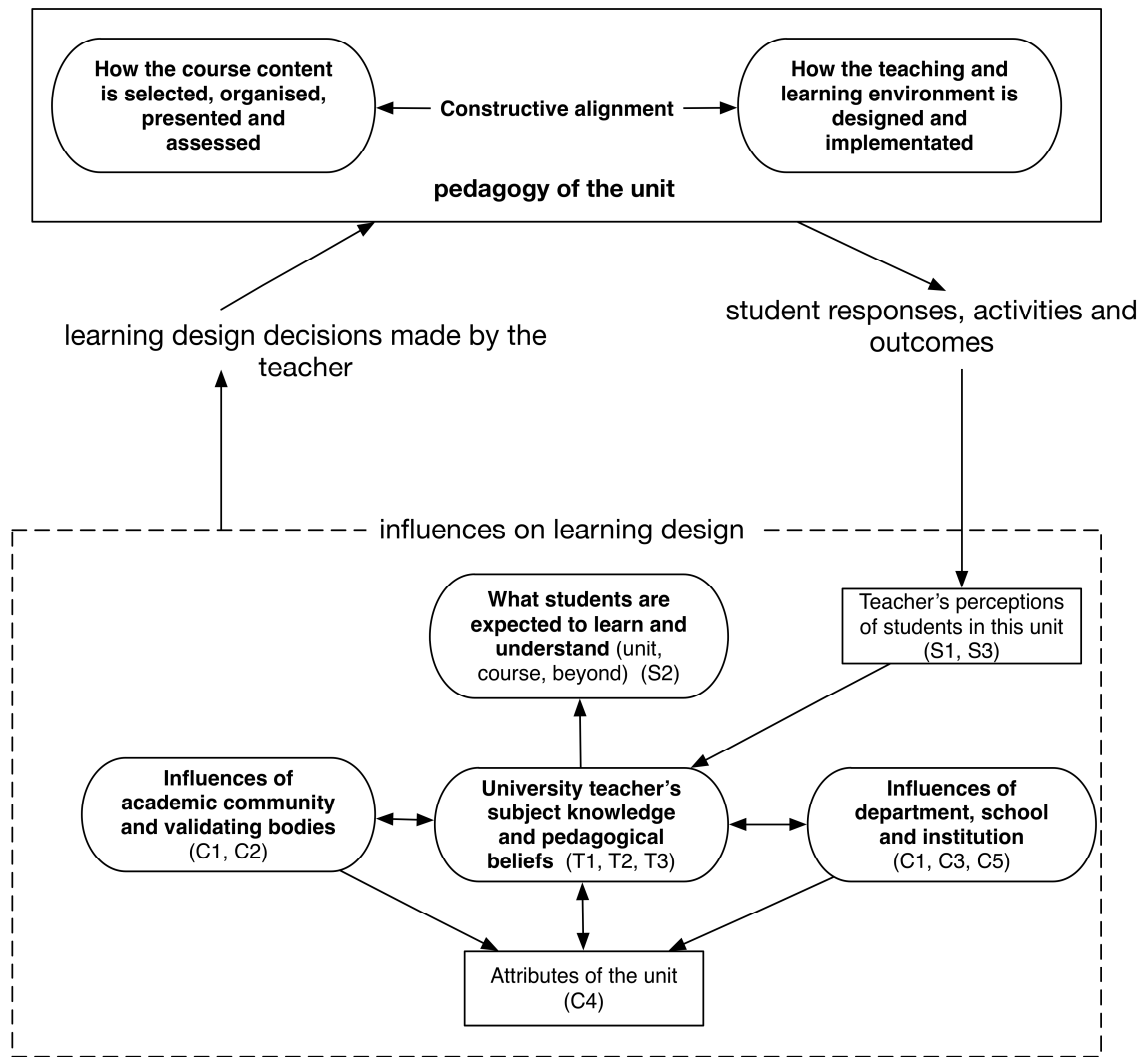 How the course content
is selected, organised,
presented and
assessed
Constructive alignment
How the teaching and
learning environment is
designed and
implementated
pedagogy of the unit
learning design decisions made by the
teacher
student responses, activities and
outcomes
influences on learning design
What students are
expected to learn and
understand (unit,
course, beyond) (S2)
Teacher's perceptions
of students in this unit
(S1, S3)
Influences of
academic community
and validating bodies
(C1, C2)
University teacher's
subject knowledge
and pedagogical
beliefs (T1, T2, T3)
Influences of
department, school
and institution
(C1, C3, C5)
Attributes of the unit
(C4)